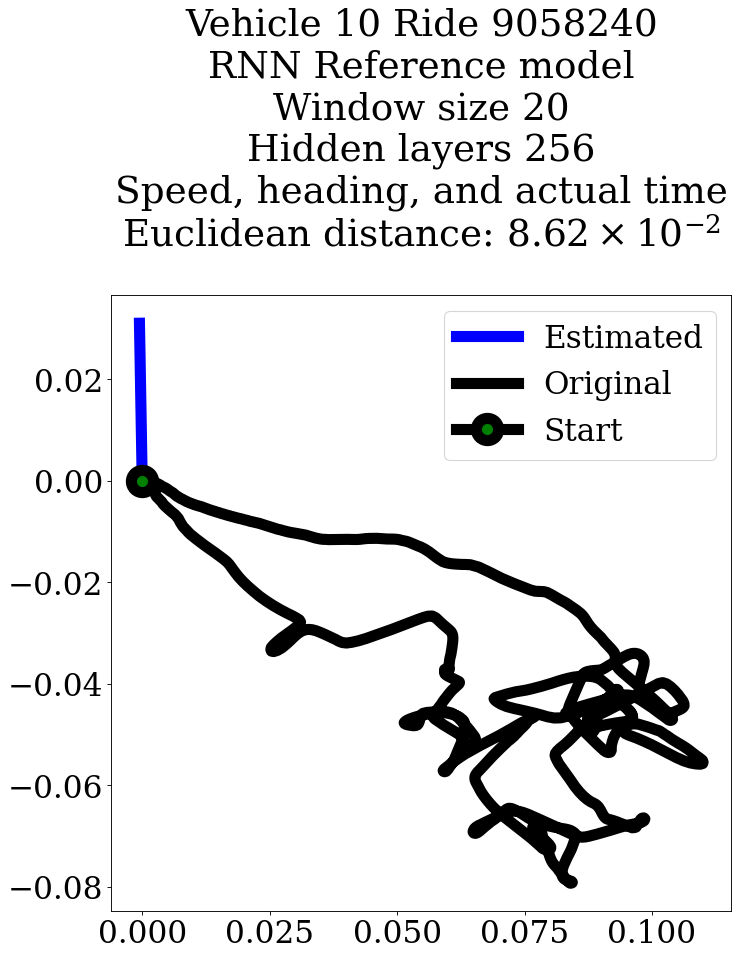 Vehicle 10 Ride 9058240
RNN Reference model
Window size 20
Hidden layers 256
Speed, heading, and actual time
Euclidean distance: 8.62 × 10⁻²
Estimated
Original
Start
0.02
0.00
−0.02
−0.04
−0.06
−0.08
0.000 0.025 0.050 0.075 0.100